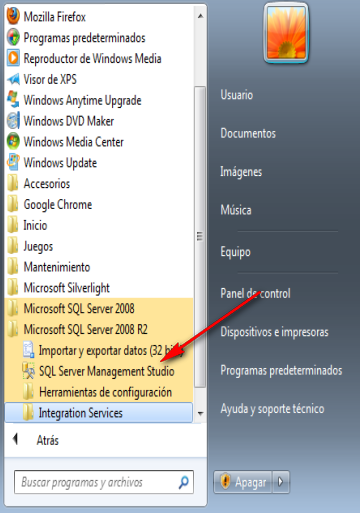 Mozilla Firefox
Programas predeterminados
Reproductor de Windows Media
Visor de XPS
Windows Anytime Upgrade
Windows DVD Maker
Windows Media Center
Windows Update
Accesorios
Google Chrome
Inicio
Juegos
Mantenimiento
Microsoft Silverlight
Microsoft SQL Server 2008
Microsoft SQL Server 2008 R2
Importar y exportar datos (32
SQL Server Management Studio
Herramientas de configuración
Integration Services
Atrás
Buscar programas y archivos
Usuario
Documentos
Imágenes
Música
Equipo
Panel de control
Dispositivos e impresoras
Programas predeterminados
Ayuda y soporte técnico
Apagar